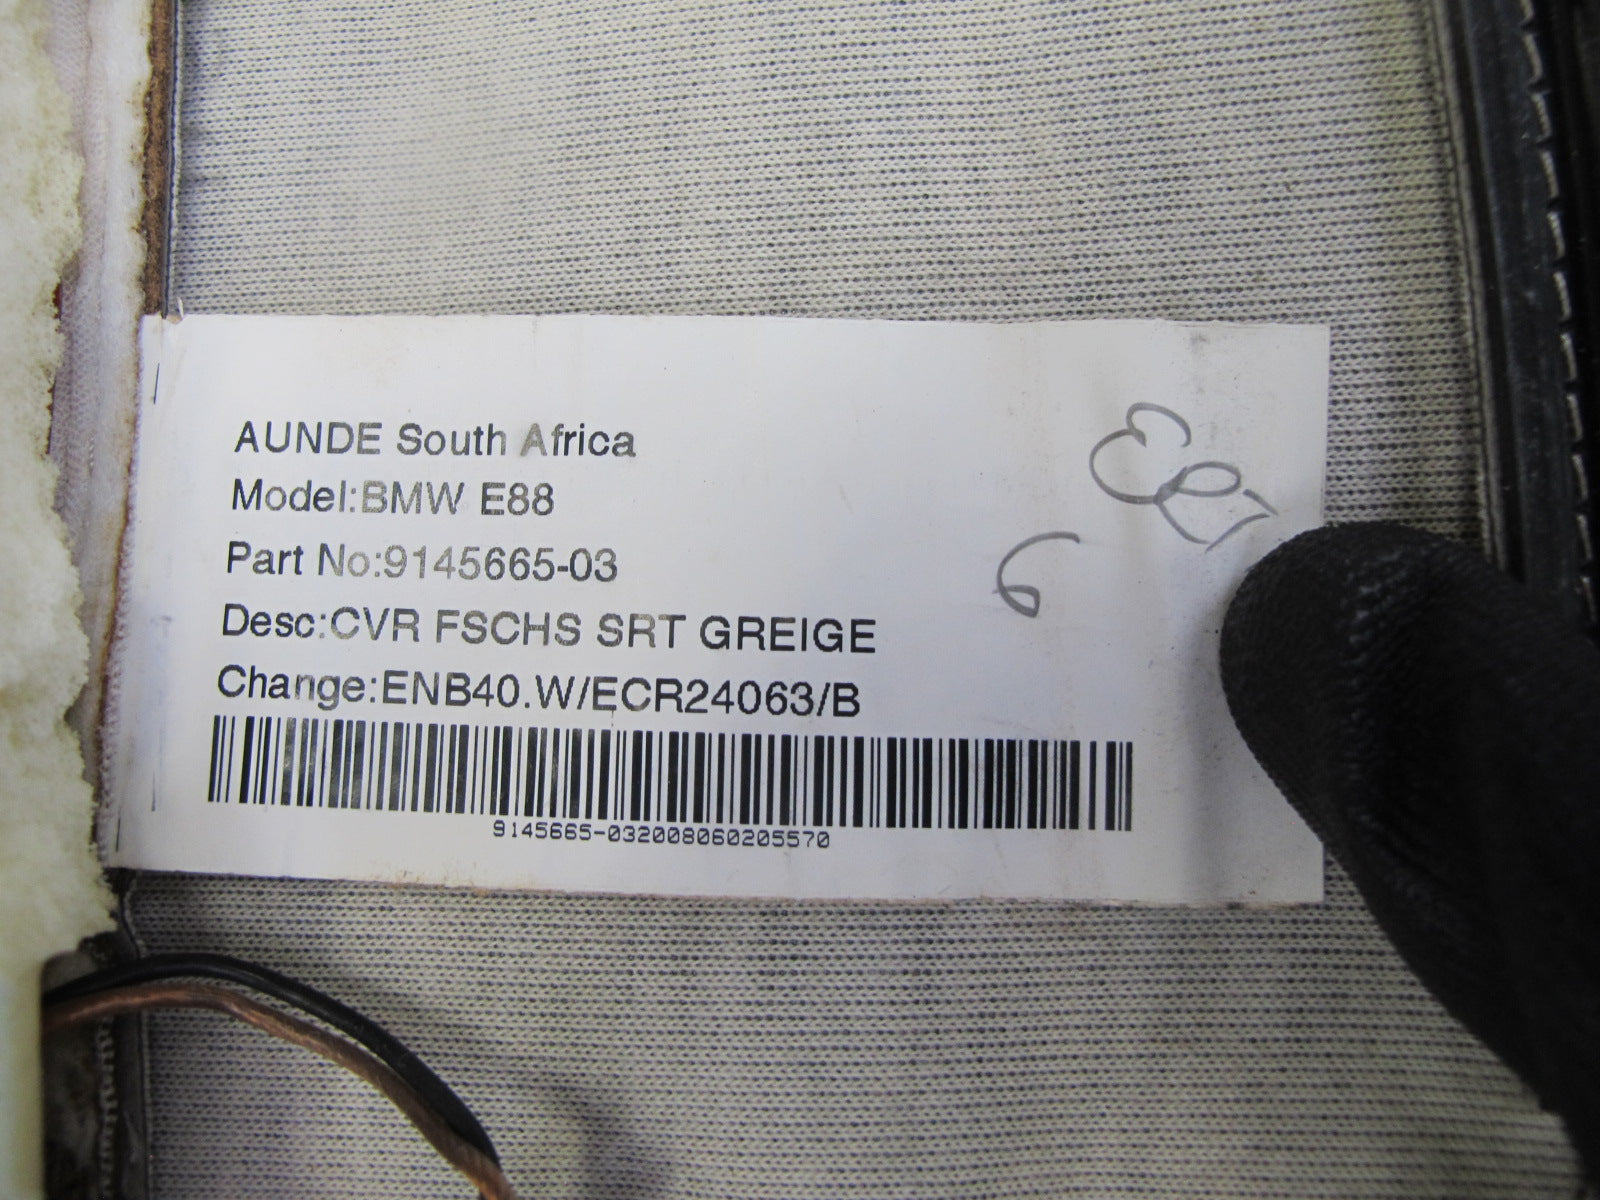 AUNDE South Africa
Model:BMW E88
Part No:9145665-03
Desc:CVR FSCHS SRT GREIGE
Change:ENB40.W/ECR24063/B
9145665-032008060205570
6